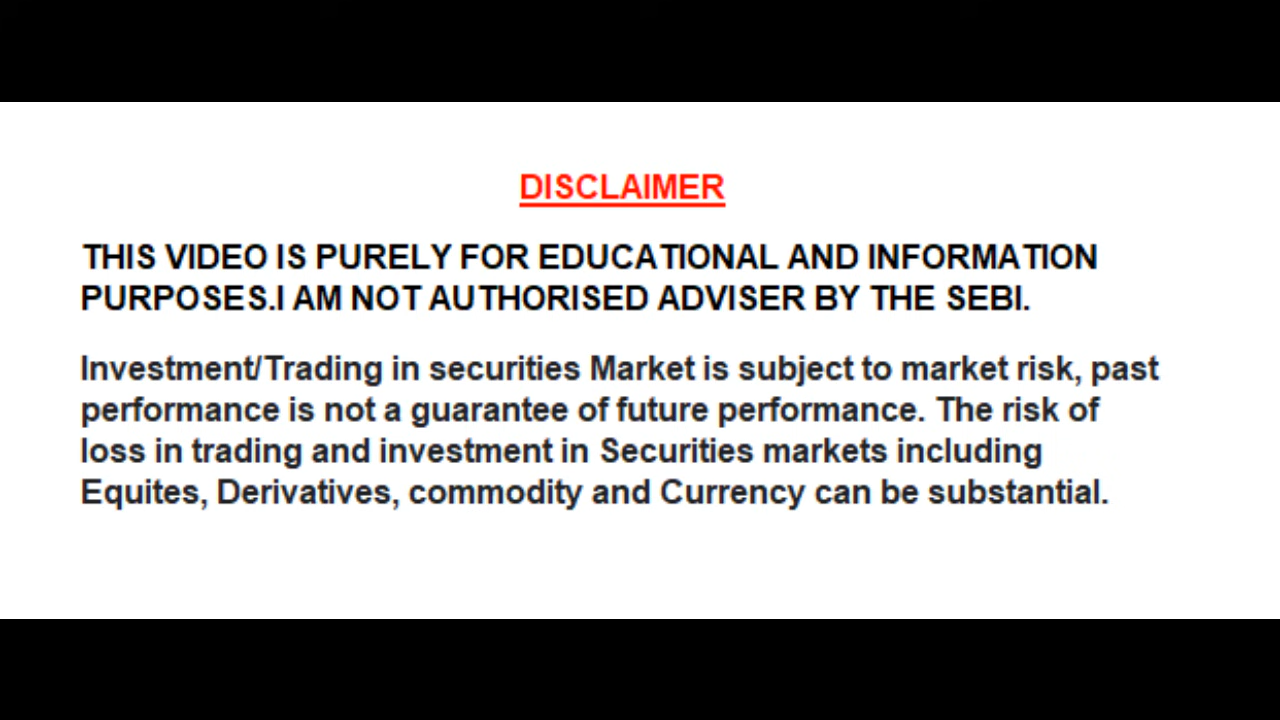 DISCLAIMER
THIS VIDEO IS PURELY FOR EDUCATIONAL AND INFORMATION
PURPOSES.I AM NOT AUTHORISED ADVISER BY THE SEBI.
Investment/Trading in securities Market is subject to market risk, past
performance is not a guarantee of future performance. The risk of
loss in trading and investment in Securities markets including
Equites, Derivatives, commodity and Currency can be substantial.